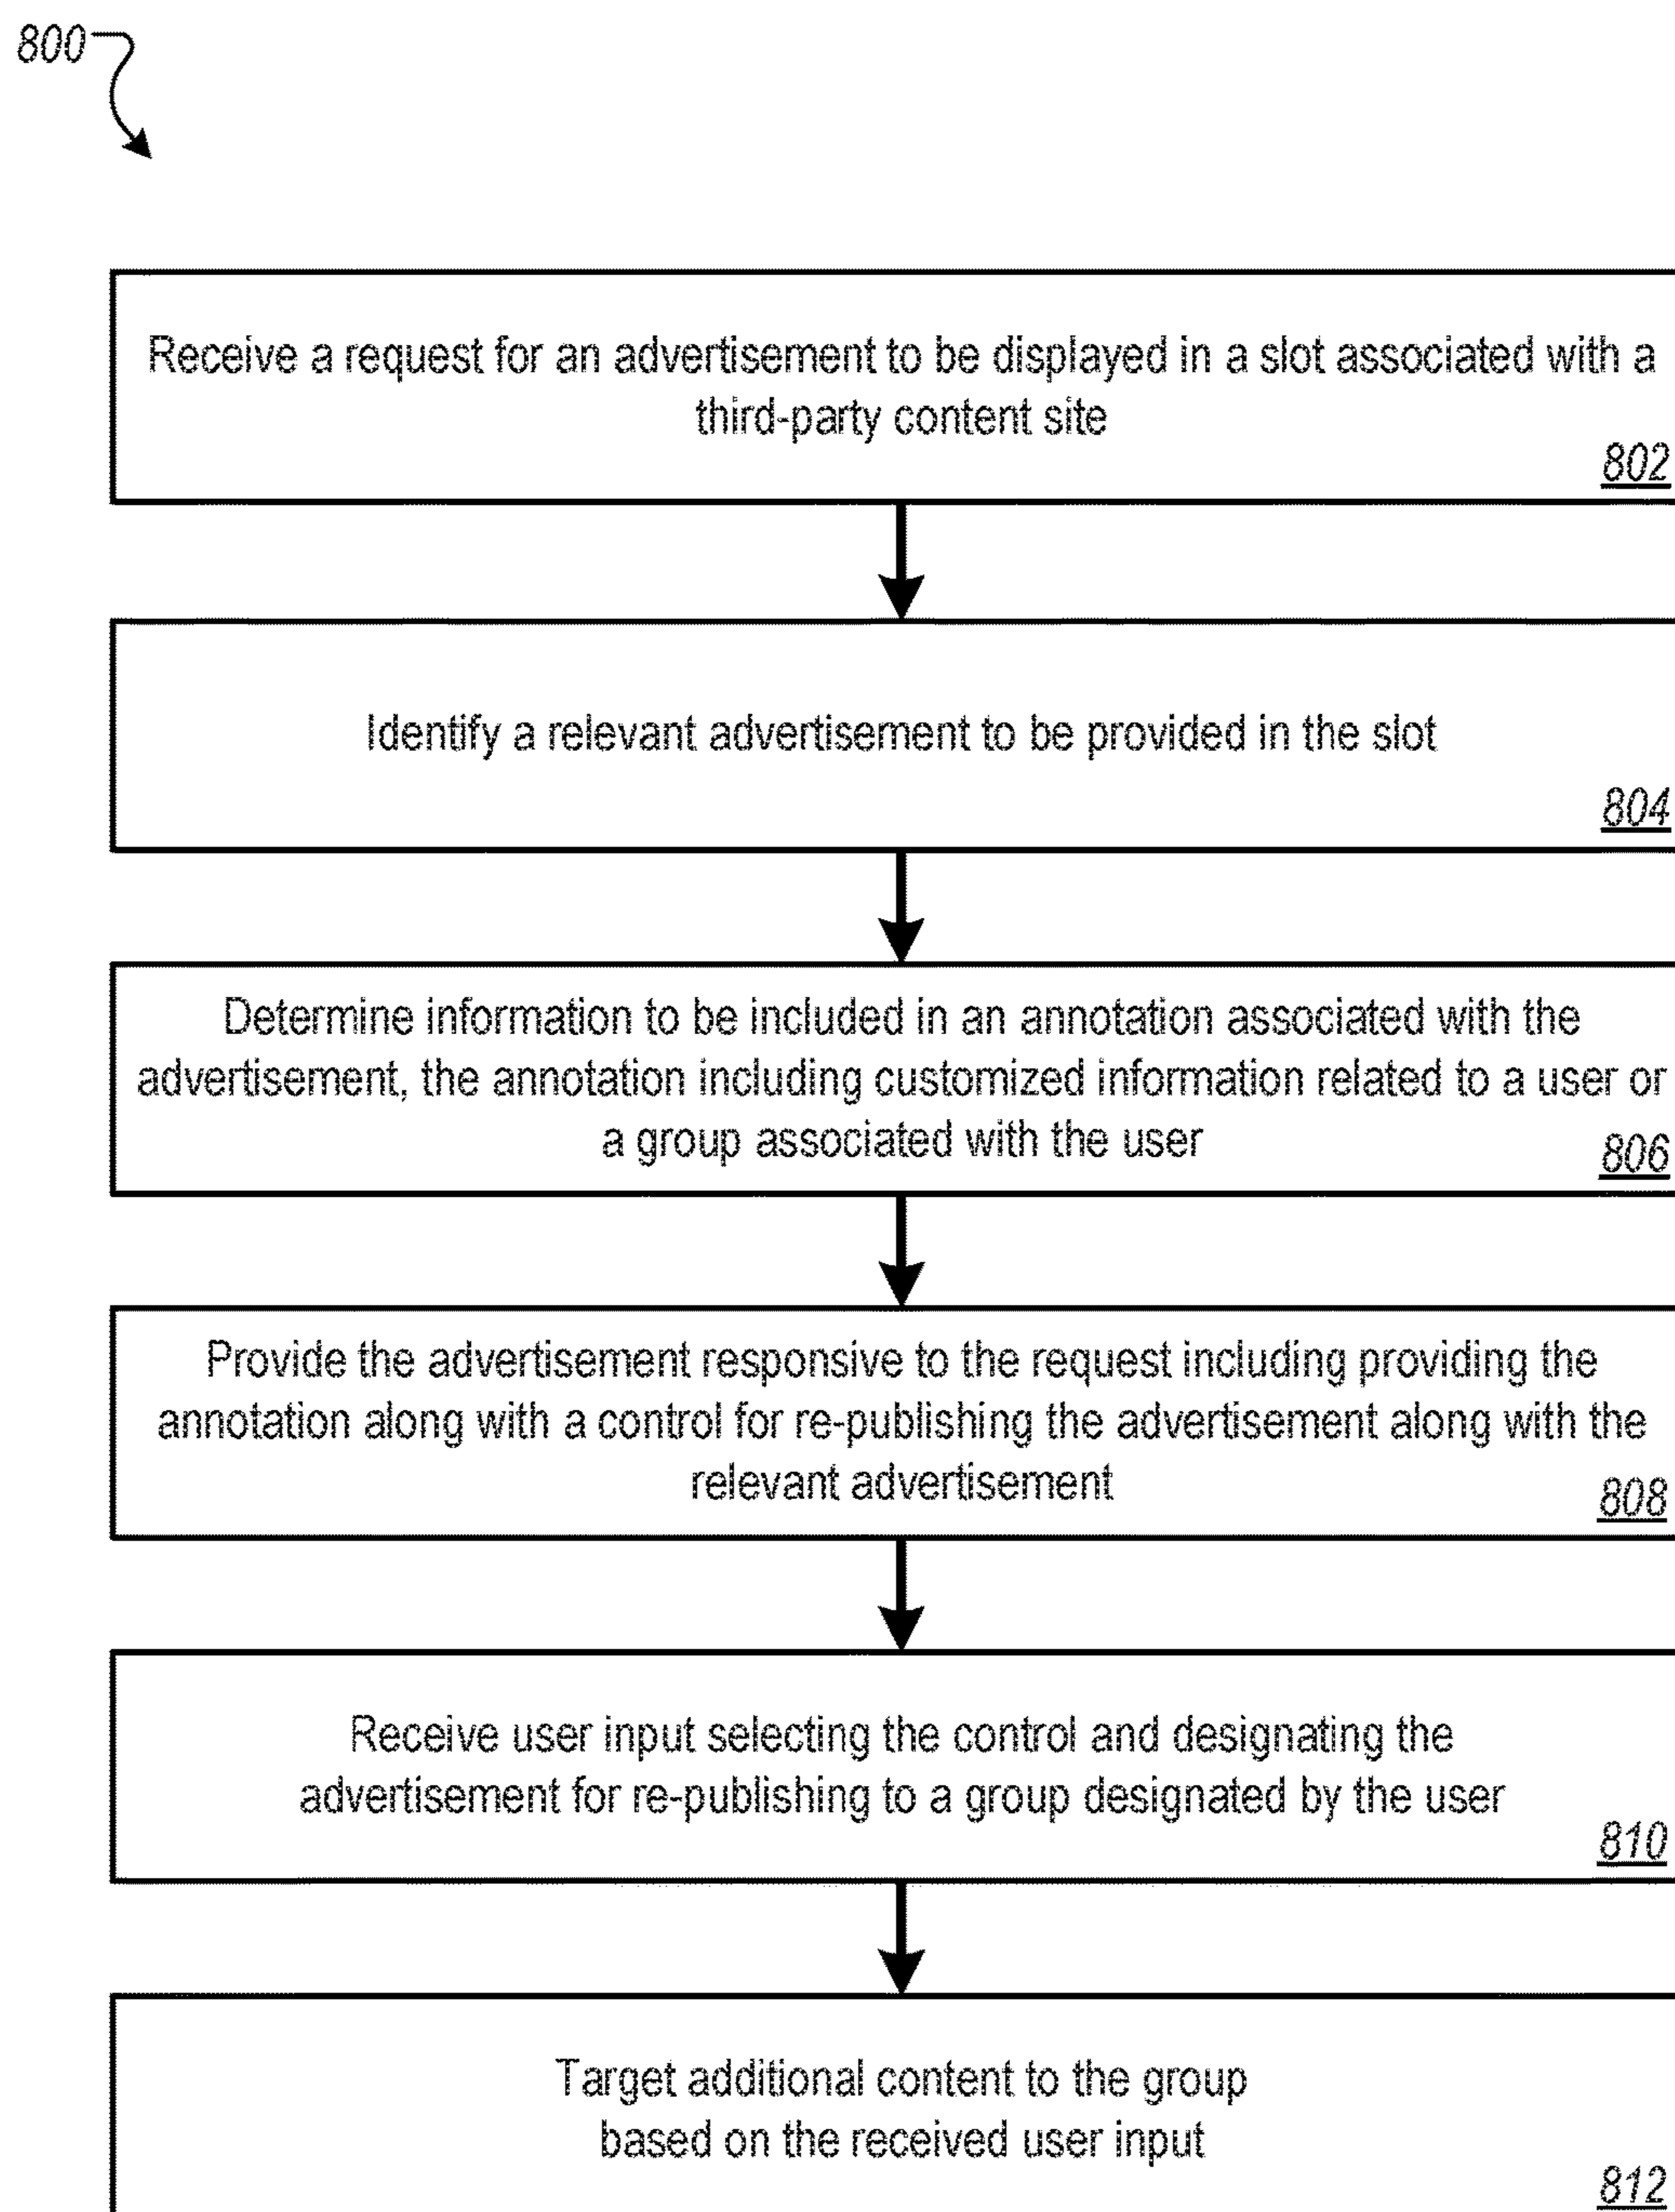 800
Receive a request for an advertisement to be displayed in a slot associated with a
third-party content site
802
Identify a relevant advertisement to be provided in the slot
804
Determine information to be included in an annotation associated with the
advertisement, the annotation including customized information related to a user or
a group associated with the user
806
Provide the advertisement responsive to the request including providing the
annotation along with a control for re-publishing the advertisement along with the
relevant advertisement
808
Receive user input selecting the control and designating the
advertisement for re-publishing to a group designated by the user
810
Target additional content to the group
based on the received user input
812